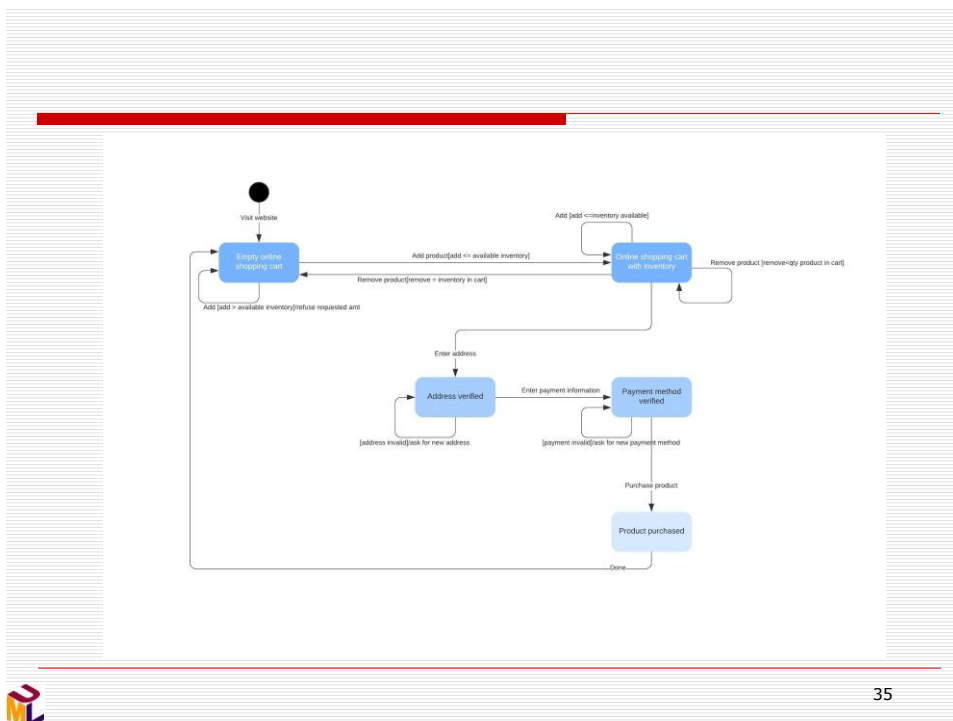 Visit website
Add [add <=inventory available]
Empty online
shopping cart
Add product[add <= available inventory]
Online shopping cart
with inventory
Remove product [remove<qty product in cart]
Remove product[remove = inventory in cart]
Add [add > available inventory]/refuse requested amt
Enter address
Address verified
Enter payment information
Payment method
verified
[address invalid]/ask for new address
[payment invalid]/ask for new payment method
Purchase product
Product purchased
Done
35
UML